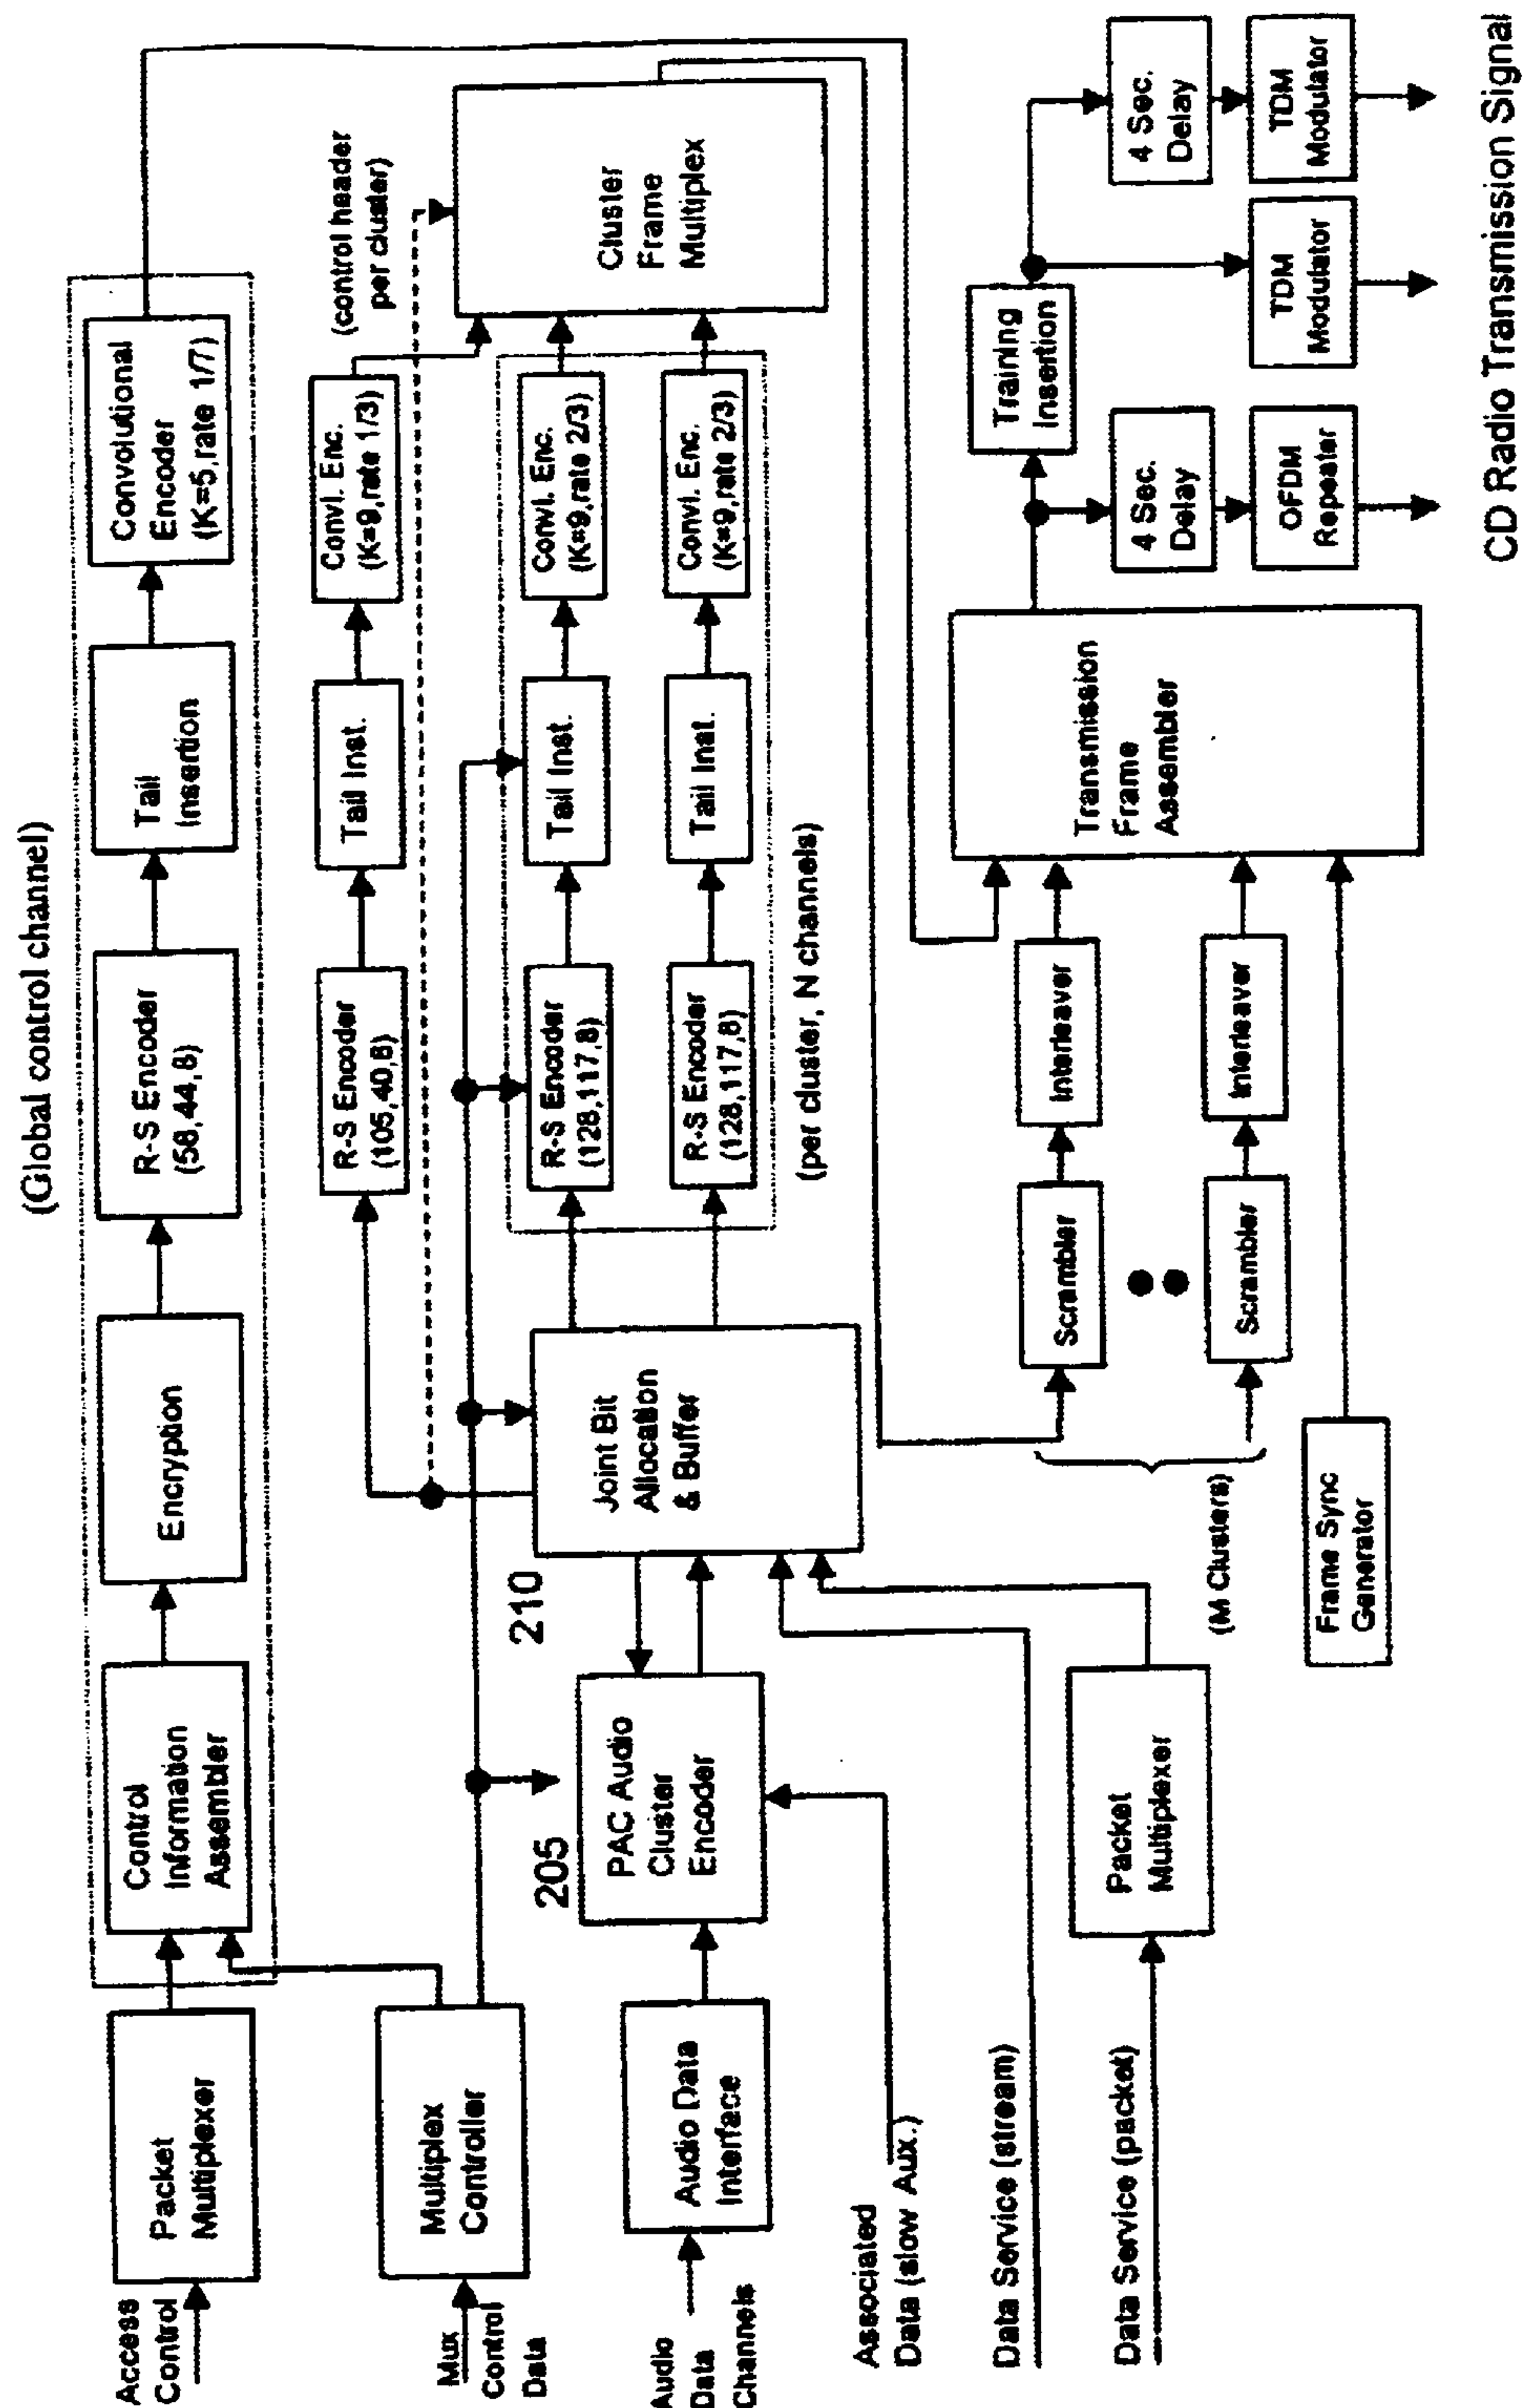 (Global control channel)
Access
Control
Packet
Multiplexer
Control
Information
Assembler
Encryption
R-S Encoder
(58,44,8)
Tail
Insertion
Convolutional
Encoder
(K=5,rate 1/7)
Mux
Control
Data
Multiplex
Controller
R-S Encoder
(105,40,8)
Tail Inst.
Convl. Enc.
(K=9,rate 1/3)
(control header
per cluster)
Audio
Data
Channels
Audio Data
Interface
205
PAC Audio
Cluster
Encoder
210
Joint Bit
Allocation
& Buffer
R-S Encoder
(128,117,8)
Tail Inst.
Convl. Enc.
(K=9,rate 2/3)
R-S Encoder
(128,117,8)
Tail Inst.
Convl. Enc.
(K=9,rate 2/3)
(per cluster, N channels)
Cluster
Frame
Multiplex
Associated
Data (slow Aux.)
Data Service (stream)
Data Service (packet)
Packet
Multiplexer
(M Clusters)
Frame Sync
Generator
Scrambler
Interleaver
Scrambler
Interleaver
Transmission
Frame
Assembler
Training
Insertion
4 Sec.
Delay
OFDM
Repeater
TDM
Modulator
4 Sec.
Delay
TDM
Modulator
CD Radio Transmission Signal